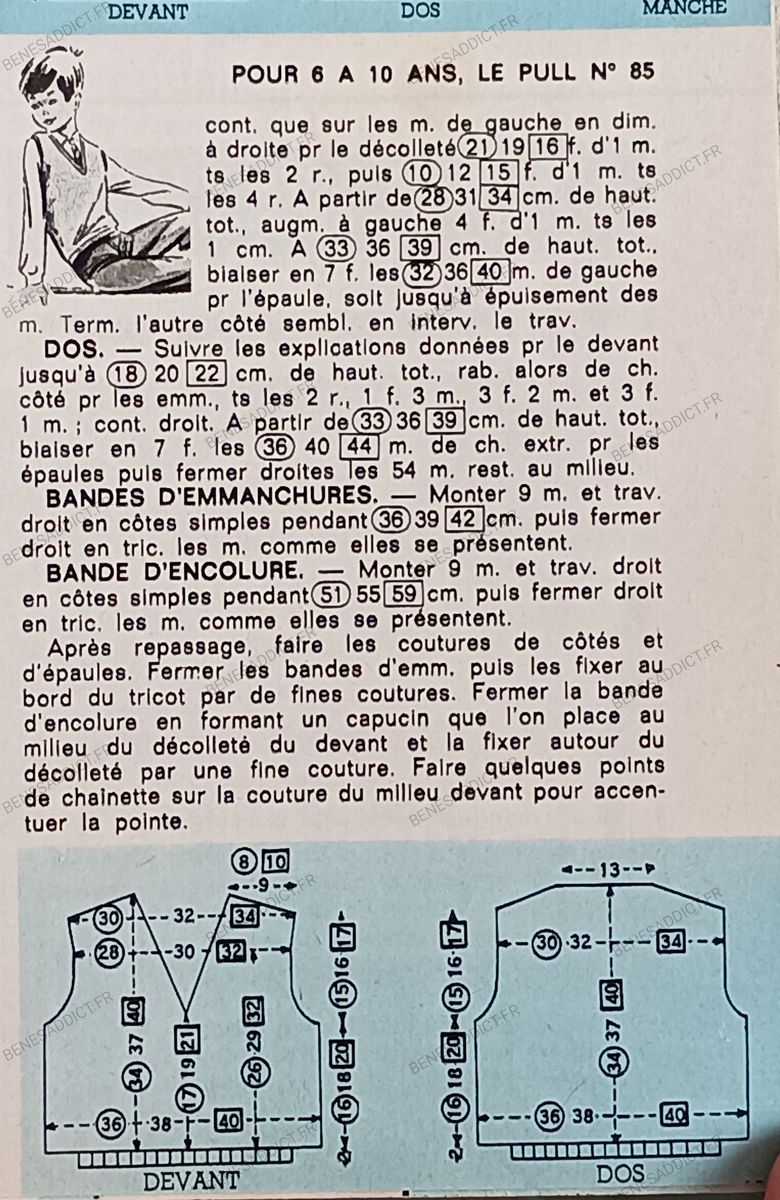 DEVANT DOS MANCHE
POUR 6 A 10 ANS, LE PULL N° 85
cont. que sur les m. de gauche en dim.
à droite pr le décolleté (21) 19 [16] f. d'1 m.
ts les 2 r., puis (10) 12 [15] f. d'1 m. ts
les 4 r. A partir de (28) 31 [34] cm. de haut.
tot., augm. à gauche 4 f. d'1 m. ts les
1 cm. A (33) 36 [39] cm. de haut. tot.,
biaiser en 7 f. les (32) 36 [40] m. de gauche
pr l'épaule, soit jusqu'à épuisement des
m. Term. l'autre côté sembl. en interv. le trav.
DOS. — Suivre les explications données pr le devant
jusqu'à (18) 20 [22] cm. de haut. tot., rab. alors de ch.
côté pr les emm., ts les 2 r., 1 f. 3 m., 3 f. 2 m. et 3 f.
1 m. ; cont. droit. A partir de (33) 36 [39] cm. de haut. tot.,
biaiser en 7 f. les (36) 40 [44] m. de ch. extr. pr les
épaules puis fermer droites les 54 m. rest. au milieu.
BANDES D'EMMANCHURES. — Monter 9 m. et trav.
droit en côtes simples pendant (36) 39 [42] cm. puis fermer
droit en tric. les m. comme elles se présentent.
BANDE D'ENCOLURE. — Monter 9 m. et trav. droit
en côtes simples pendant (51) 55 [59] cm. puis fermer droit
en tric. les m. comme elles se présentent.
Après repassage, faire les coutures de côtés et
d'épaules. Fermer les bandes d'emm. puis les fixer au
bord du tricot par de fines coutures. Fermer la bande
d'encolure en formant un capucin que l'on place au
milieu du décolleté du devant et la fixer autour du
décolleté par une fine couture. Faire quelques points
de chaînette sur la couture du milieu devant pour accen-
tuer la pointe.
(8) [10]
9
(30) 32 [34]
(28) 30 [32]
(34) 37 [40]
(17) 19 [21]
(26) 29 [32]
(36) 38 [40]
(15) 16 [17]
(16) 18 [20]
2
DEVANT
13
(30) 32 [34]
(34) 37 [40]
(36) 38 [40]
(15) 16 [17]
(16) 18 [20]
2
DOS
BENESADDICT.FR